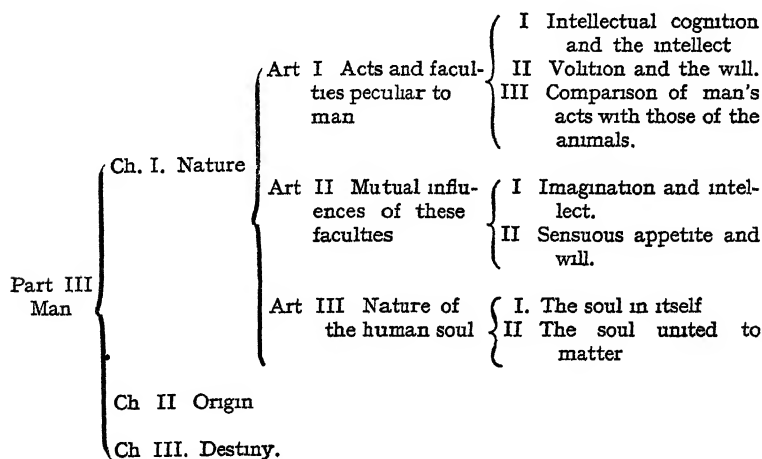 Part III
Man
Ch. I. Nature
Art I Acts and facul-
ties peculiar to
man
I Intellectual cognition
and the intellect
II Volition and the will.
III Comparison of man's
acts with those of the
animals.
Art II Mutual influ-
ences of these
faculties
I Imagination and intel-
lect.
II Sensuous appetite and
will.
Art III Nature of
the human soul
I. The soul in itself
II The soul united to
matter
Ch II Origin
Ch III. Destiny.